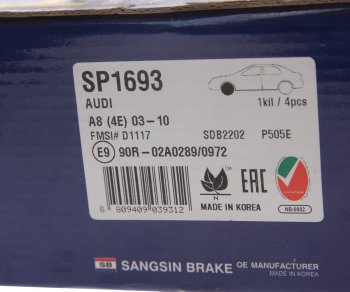 SP1693
AUDI
1kit / 4pcs
A8 (4E) 03-10
FMSI# D1117 SDB2202 P505E
E9 90R-02A0289/0972
N
EAC
MADE IN KOREA
NB-0002
8 809409 039312
SB SANGSIN BRAKE OE MANUFACTURER
MADE IN KOREA